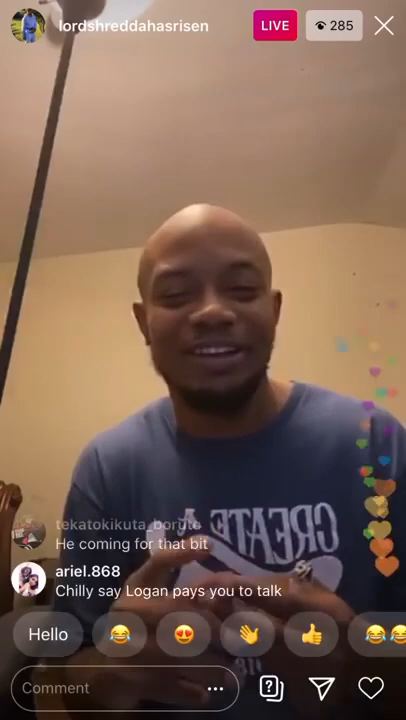 lordshreddahasrisen
LIVE
285
CREATE A
tekatokikuta_boruto
He coming for that bit
ariel.868
Chilly say Logan pays you to talk
Hello
Comment